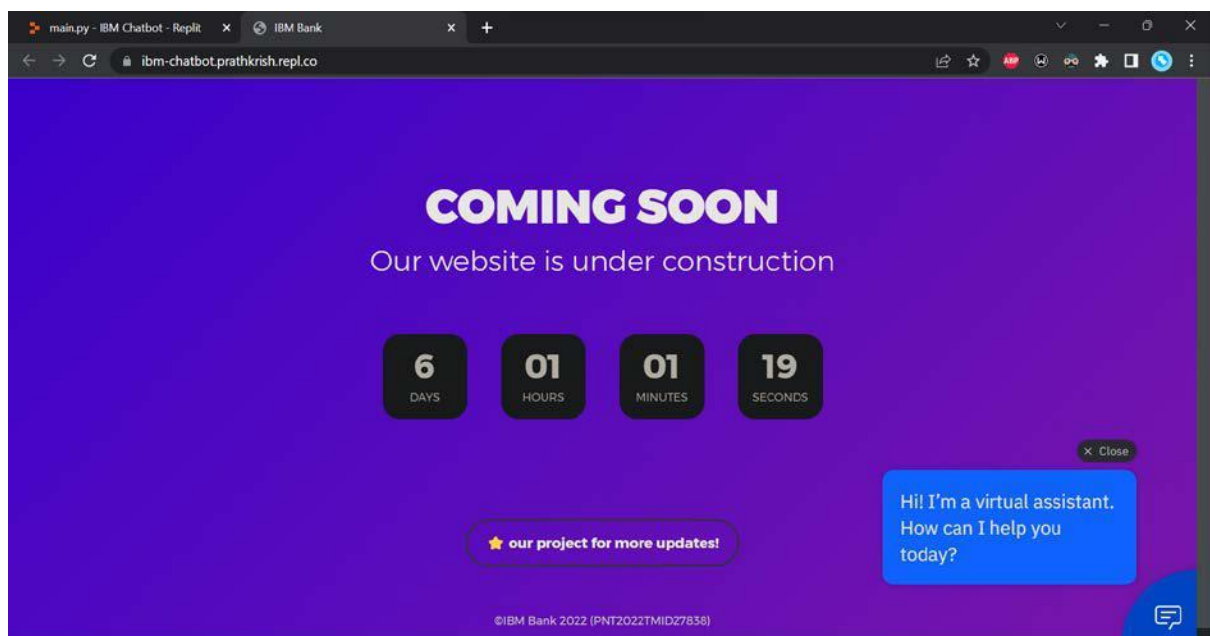 main.py - IBM Chatbot - Replit
IBM Bank
ibm-chatbot.prathkrish.repl.co
ABP
COMING SOON
Our website is under construction
6 01 01 19
DAYS HOURS MINUTES SECONDS
× Close
Hi! I'm a virtual assistant.
How can I help you
today?
⭐ our project for more updates!
©IBM Bank 2022 (PNT2022TMID27838)